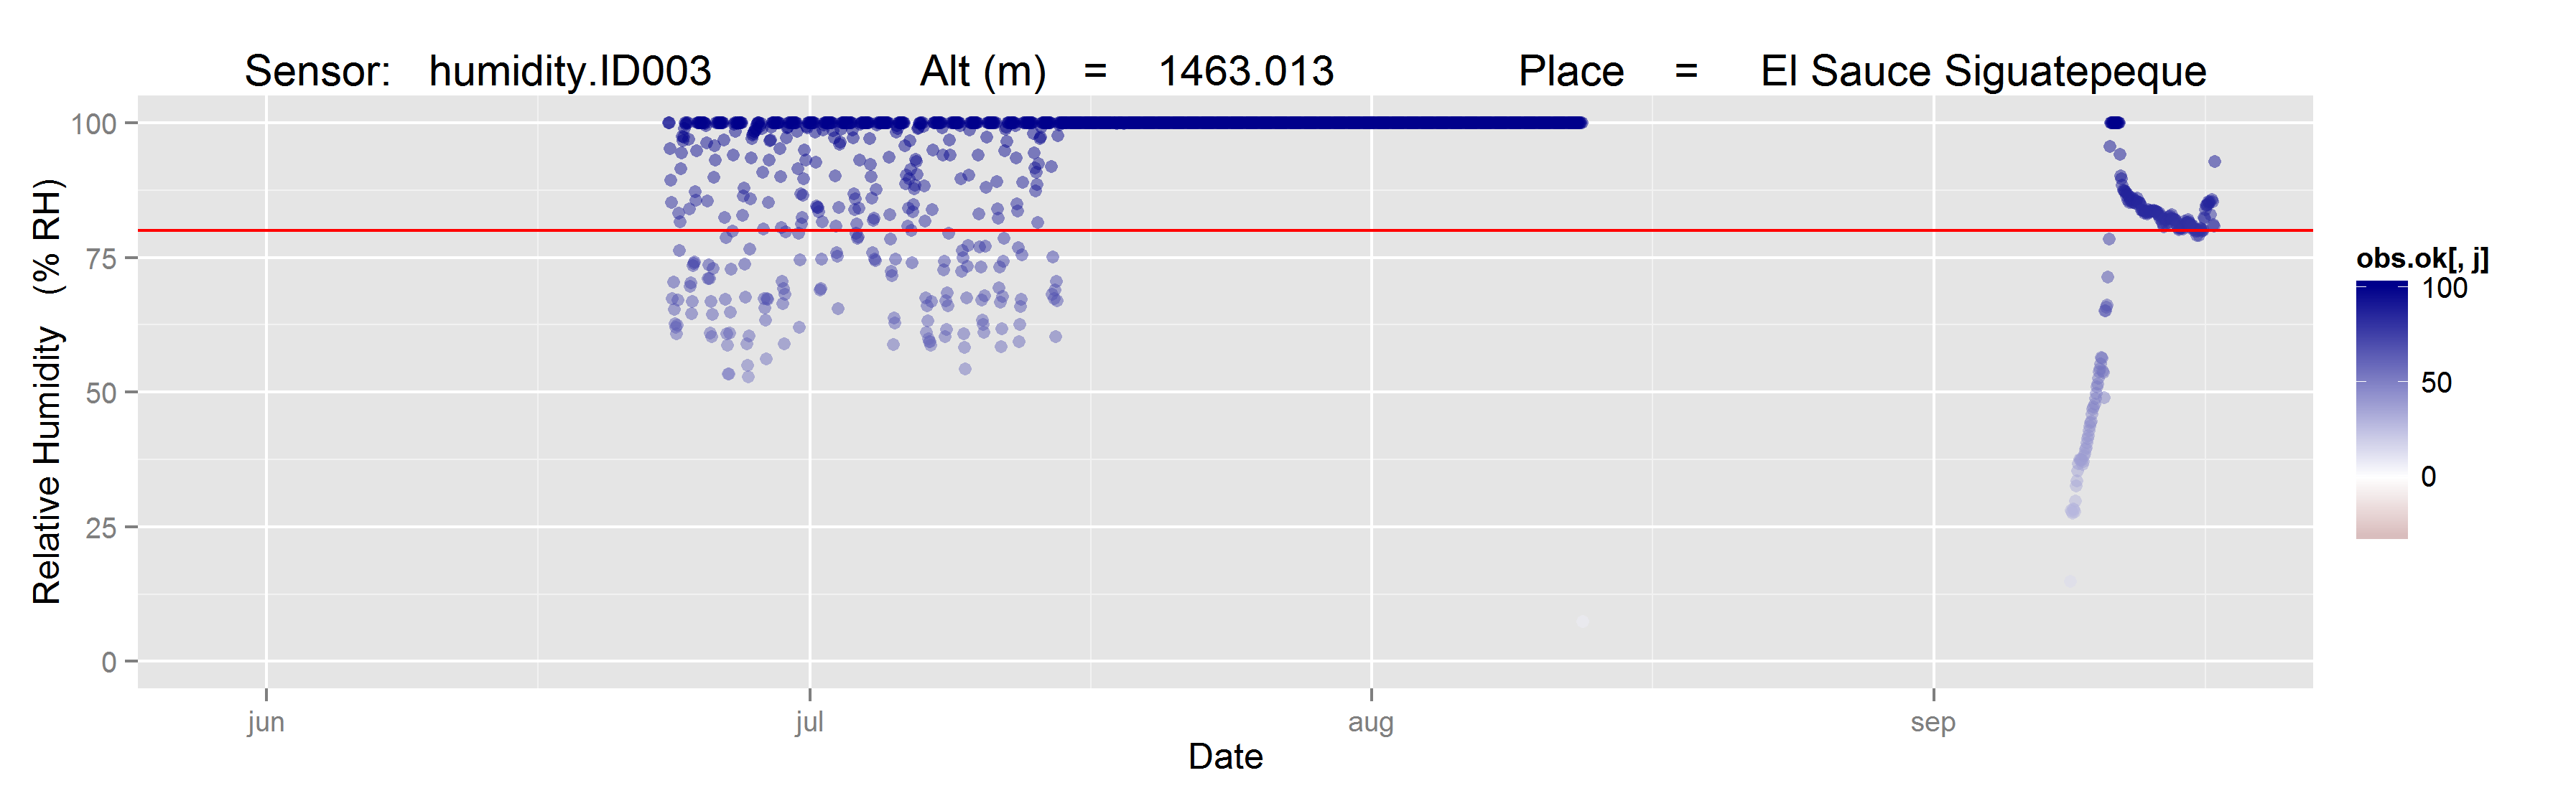 Sensor: humidity.ID003 Alt (m) = 1463.013 Place = El Sauce Siguatepeque
Relative Humidity (% RH)
100
75
50
25
0
jun jul aug sep
Date
obs.ok[, j]
100
50
0